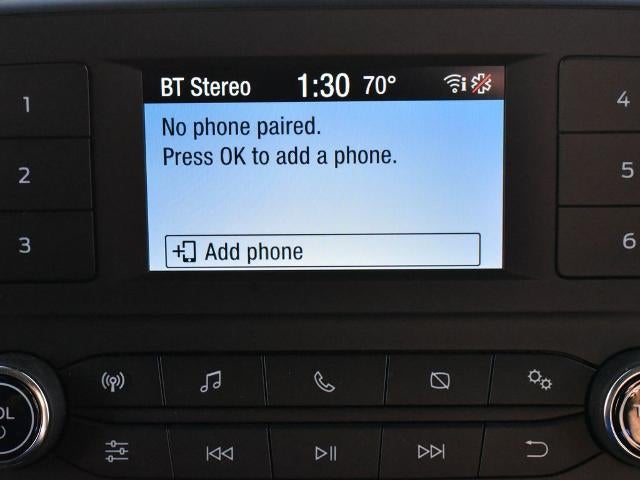 BT Stereo 1:30 70°
No phone paired.
Press OK to add a phone.
Add phone
1
2
3
4
5
6